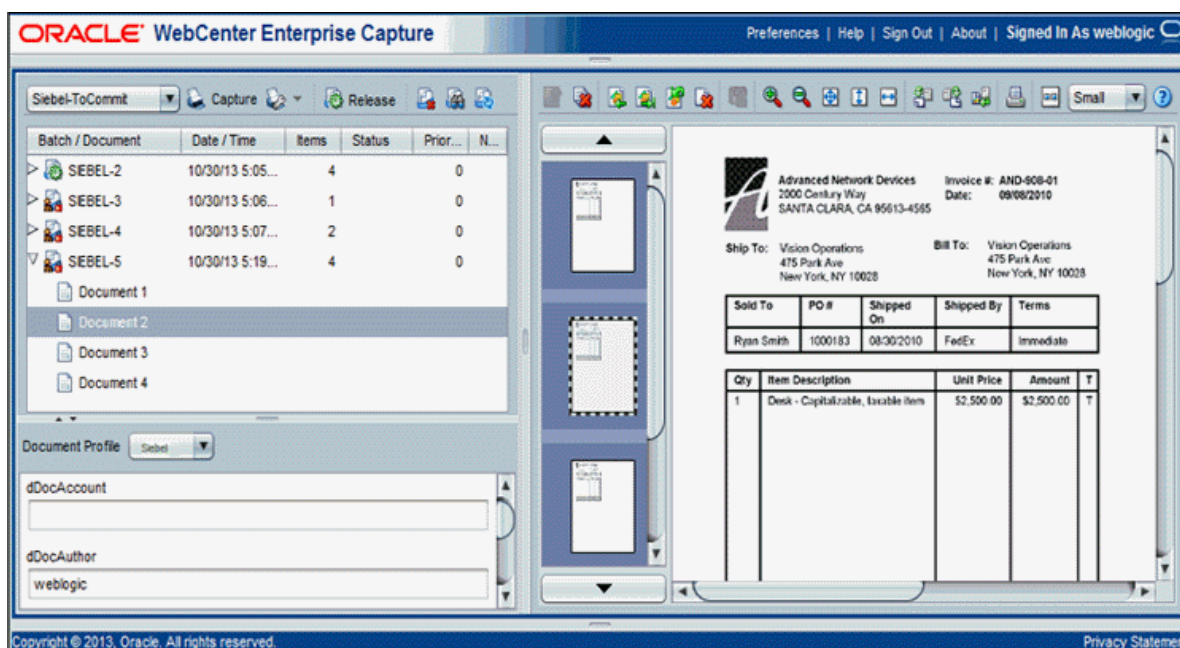 ORACLE WebCenter Enterprise Capture
Preferences | Help | Sign Out | About | Signed In As weblogic
Siebel-ToCommit Capture Release
Small
Batch / Document Date / Time Items Status Prior... N...
SIEBEL-2 10/30/13 5:05... 4 0
SIEBEL-3 10/30/13 5:06... 1 0
SIEBEL-4 10/30/13 5:07... 2 0
SIEBEL-5 10/30/13 5:19... 4 0
Document 1
Document 2
Document 3
Document 4
Document Profile Siebel
dDocAccount
dDocAuthor
weblogic
Advanced Network Devices
2000 Century Way
SANTA CLARA, CA 95613-4565
Invoice #: AND-908-01
Date: 09/08/2010
Ship To: Vision Operations
475 Park Ave
New York, NY 10028
Bill To: Vision Operations
475 Park Ave
New York, NY 10028
Sold To PO # Shipped On Shipped By Terms
Ryan Smith 1000183 08/30/2010 FedEx Immediate
Qty Item Description Unit Price Amount T
1 Desk - Capitalizable, taxable item $2,500.00 $2,500.00 T
Copyright © 2013, Oracle. All rights reserved.
Privacy Stateme